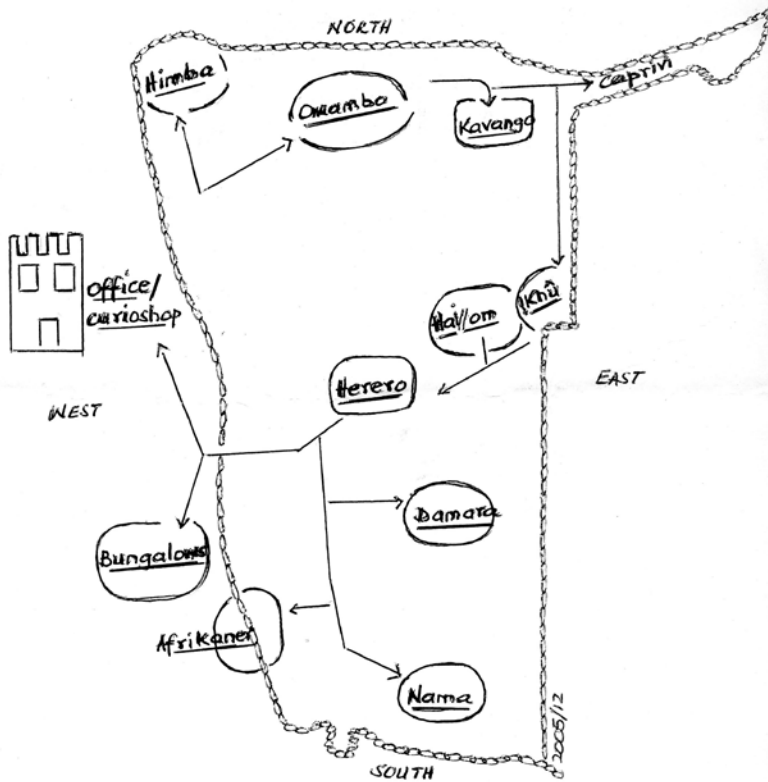 NORTH
Himba
Owambo
Kavango
Caprivi
office/
curioshop
Hai//om
!Khû
Herero
WEST
EAST
Damara
Bungalows
Afrikaner
Nama
2005/12
SOUTH